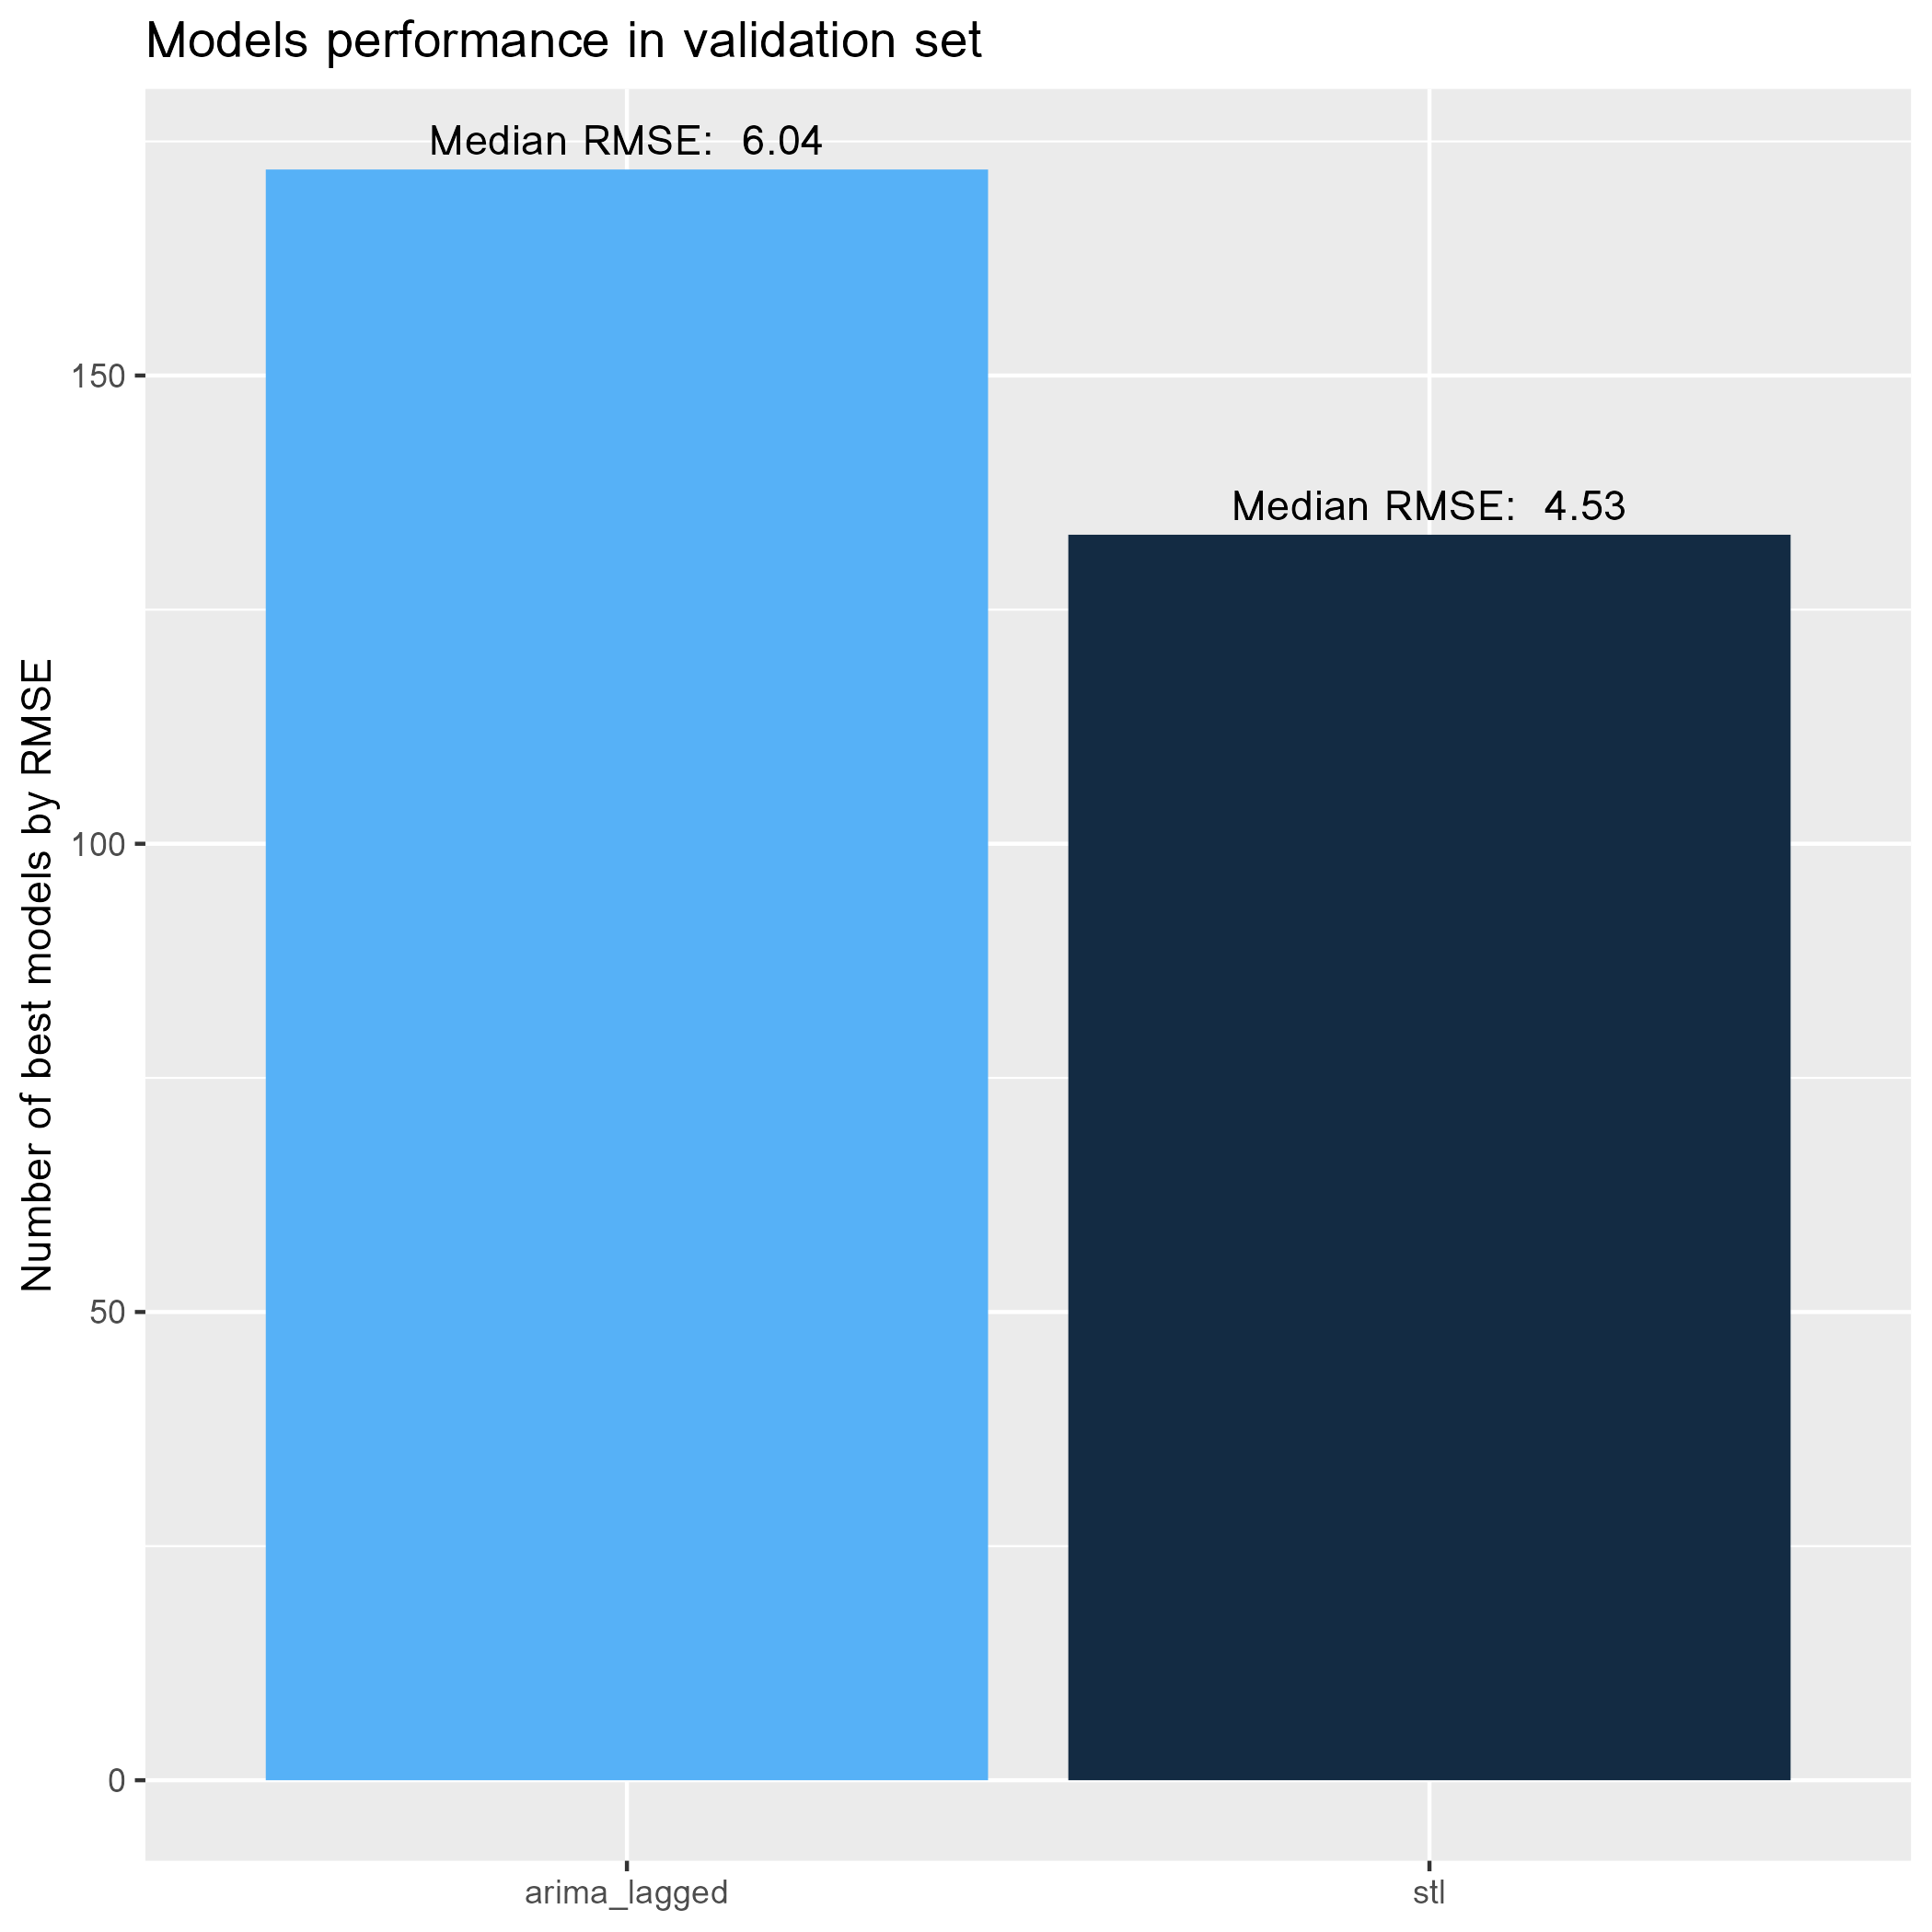 Models performance in validation set
Median RMSE:  6.04
Median RMSE:  4.53
Number of best models by RMSE
150
100
50
0
arima_lagged
stl